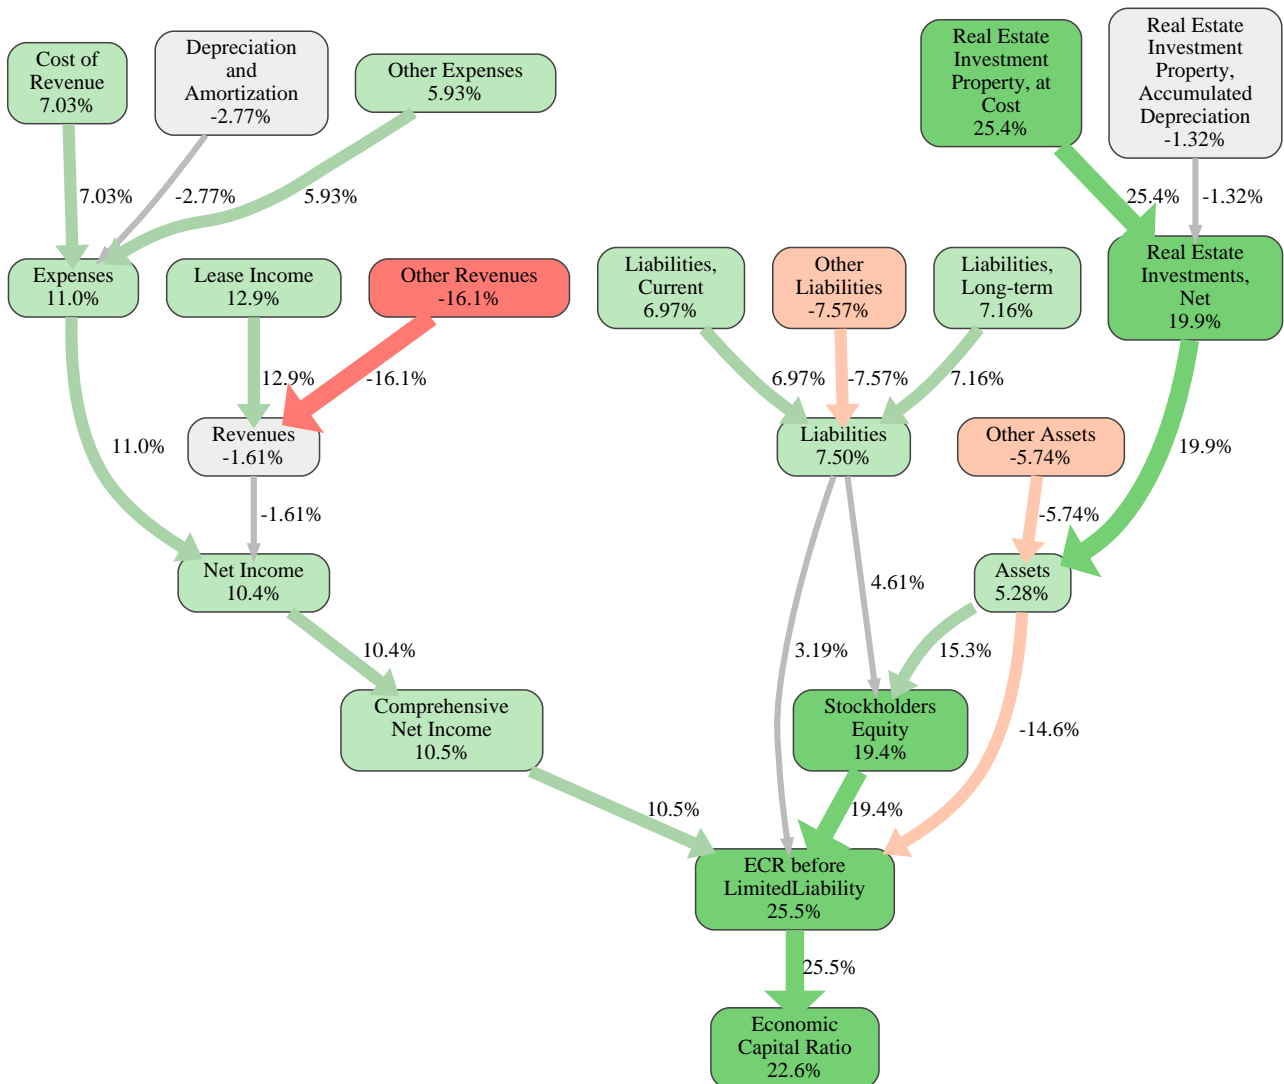 Cost of
Revenue
7.03%
Depreciation
and
Amortization
-2.77%
Other Expenses
5.93%
Real Estate
Investment
Property, at
Cost
25.4%
Real Estate
Investment
Property,
Accumulated
Depreciation
-1.32%
7.03%
-2.77%
5.93%
25.4%
-1.32%
Expenses
11.0%
Lease Income
12.9%
Other Revenues
-16.1%
Liabilities,
Current
6.97%
Other
Liabilities
-7.57%
Liabilities,
Long-term
7.16%
Real Estate
Investments,
Net
19.9%
12.9%
-16.1%
6.97%
-7.57%
7.16%
11.0%
Revenues
-1.61%
Liabilities
7.50%
Other Assets
-5.74%
19.9%
-1.61%
-5.74%
Net Income
10.4%
4.61%
Assets
5.28%
10.4%
3.19%
15.3%
Comprehensive
Net Income
10.5%
Stockholders
Equity
19.4%
-14.6%
10.5%
19.4%
ECR before
LimitedLiability
25.5%
25.5%
Economic
Capital Ratio
22.6%